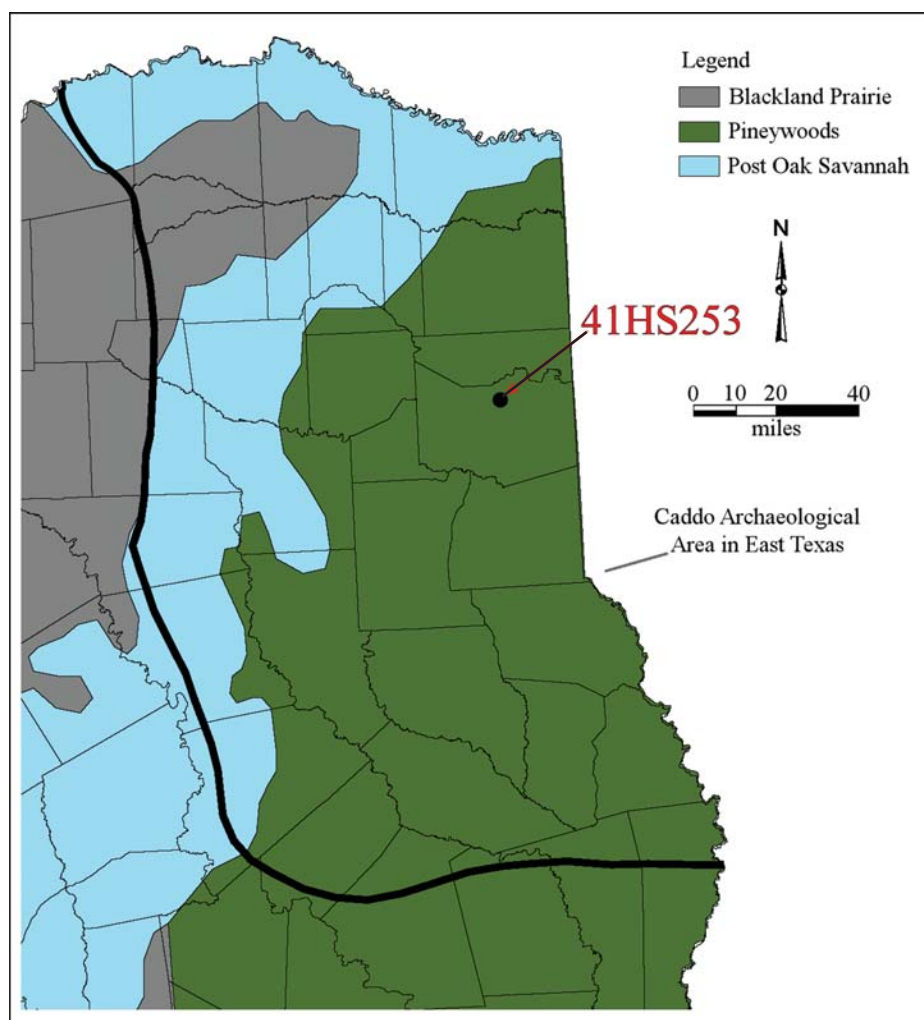 Legend
Blackland Prairie
Pineywoods
Post Oak Savannah
N
41HS253
0 10 20 40
miles
Caddo Archaeological
Area in East Texas